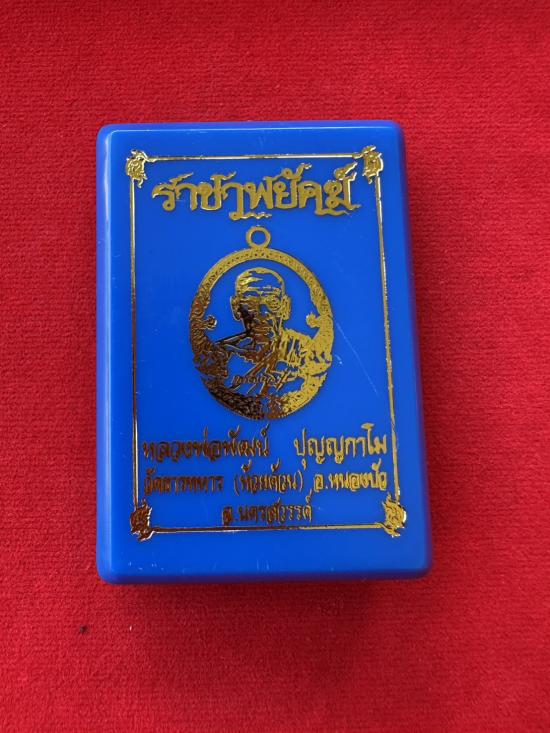 ราชาพยัคฆ์
หลวงพ่อพัฒน์ ปุญญกาโม
วัดธารทหาร (ห้วยด้วน) อ.หนองบัว
จ.นครสวรรค์